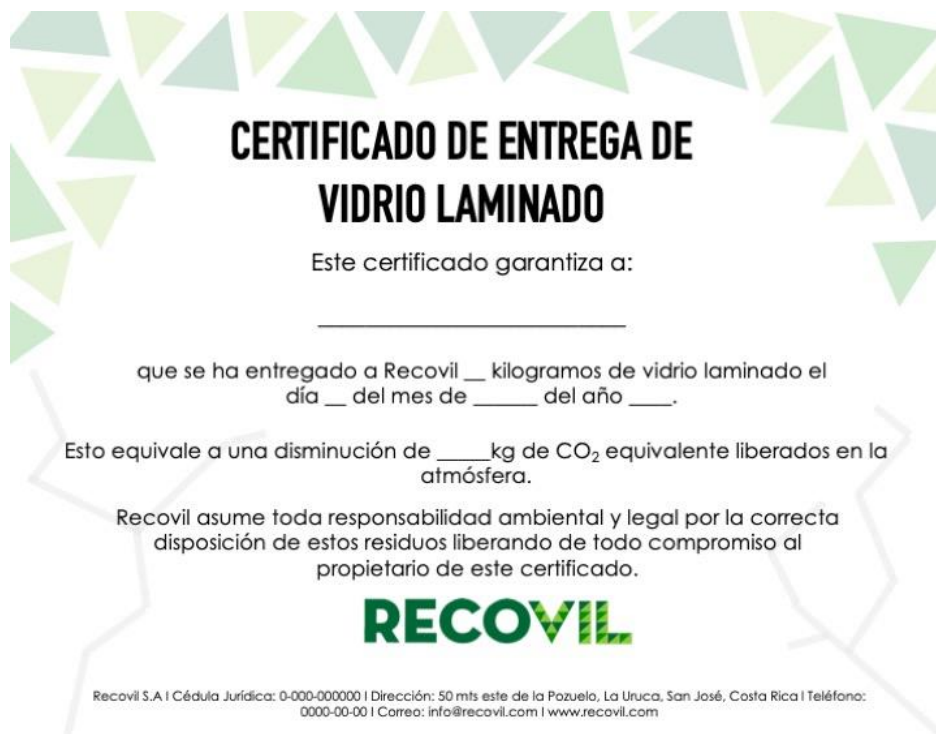 CERTIFICADO DE ENTREGA DE
VIDRIO LAMINADO
Este certificado garantiza a:
__________________________
que se ha entregado a Recovil __ kilogramos de vidrio laminado el
día __ del mes de ______ del año ____.
Esto equivale a una disminución de _____kg de CO₂ equivalente liberados en la
atmósfera.
Recovil asume toda responsabilidad ambiental y legal por la correcta
disposición de estos residuos liberando de todo compromiso al
propietario de este certificado.
RECOVIL
Recovil S.A I Cédula Jurídica: 0-000-000000 I Dirección: 50 mts este de la Pozuelo, La Uruca, San José, Costa Rica I Teléfono:
0000-00-00 I Correo: info@recovil.com I www.recovil.com